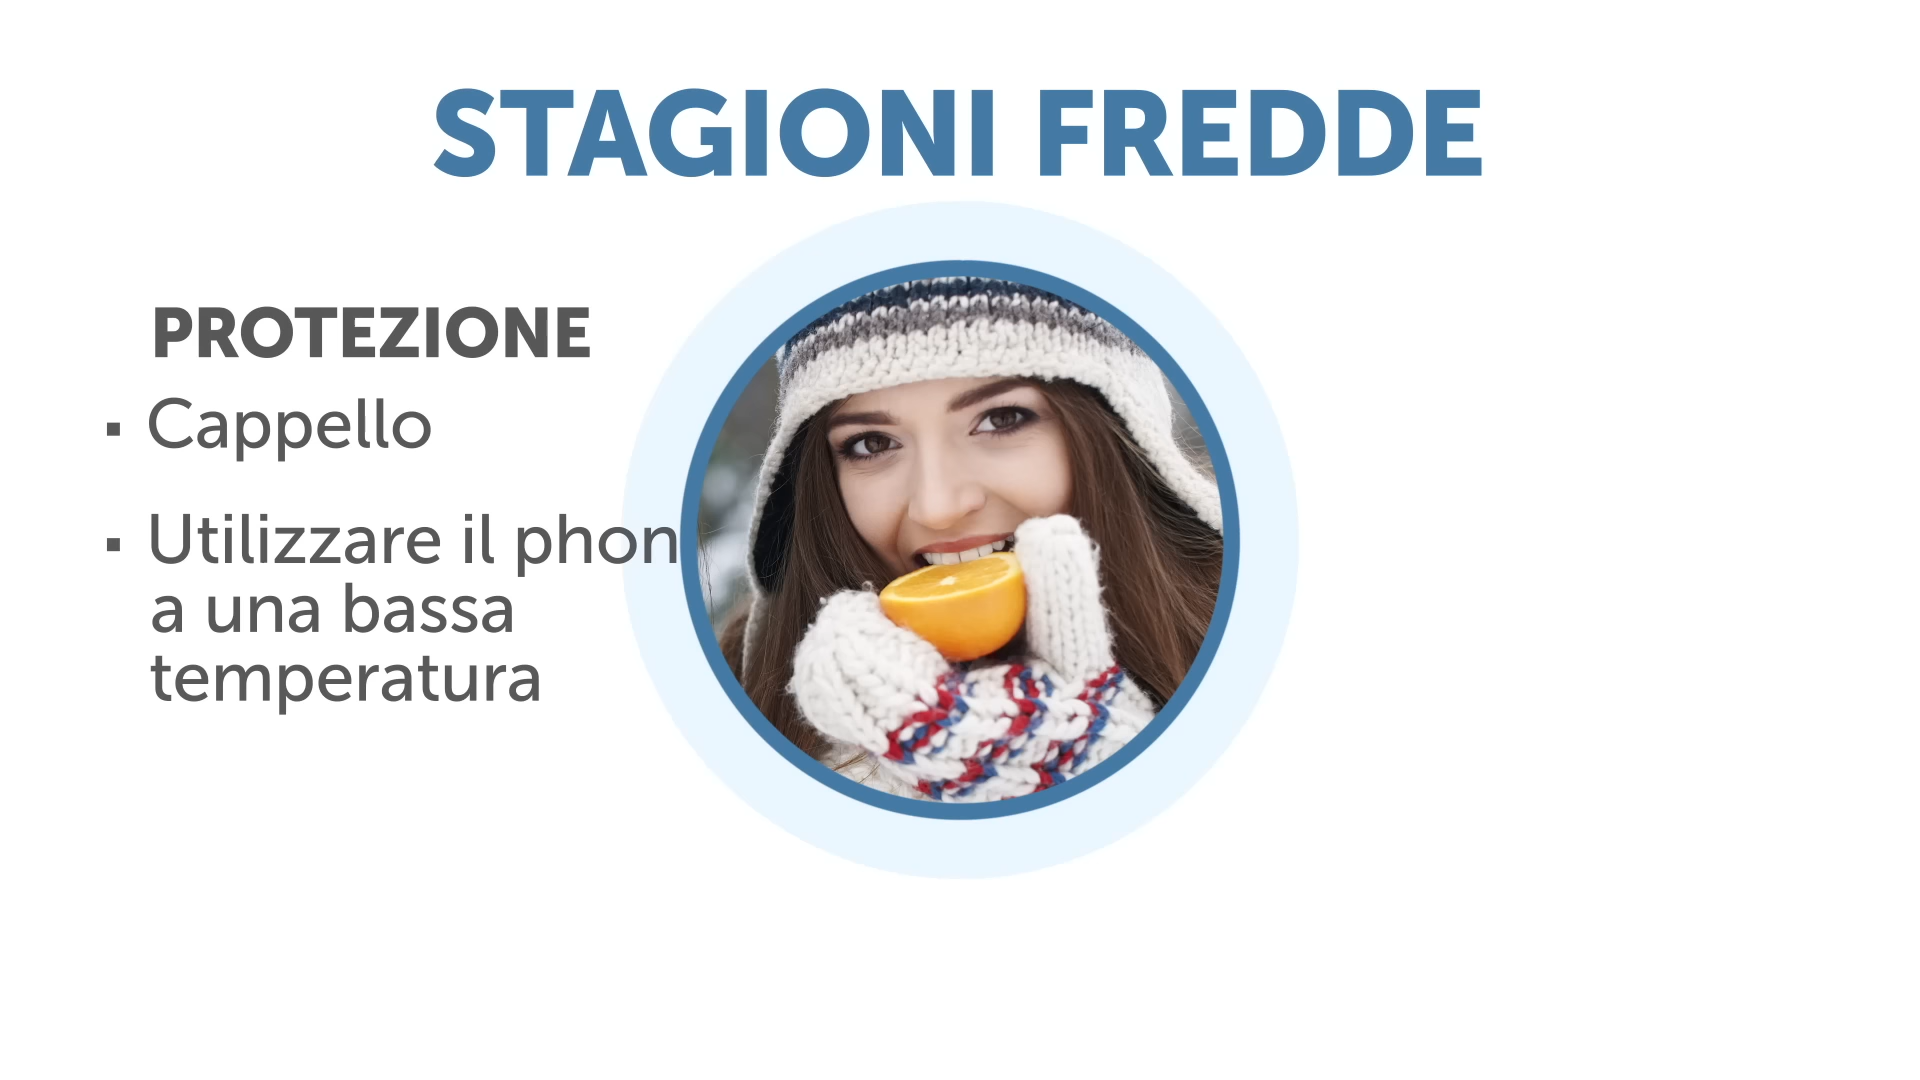 STAGIONI FREDDE
PROTEZIONE
▪ Cappello
▪ Utilizzare il phon
a una bassa
temperatura